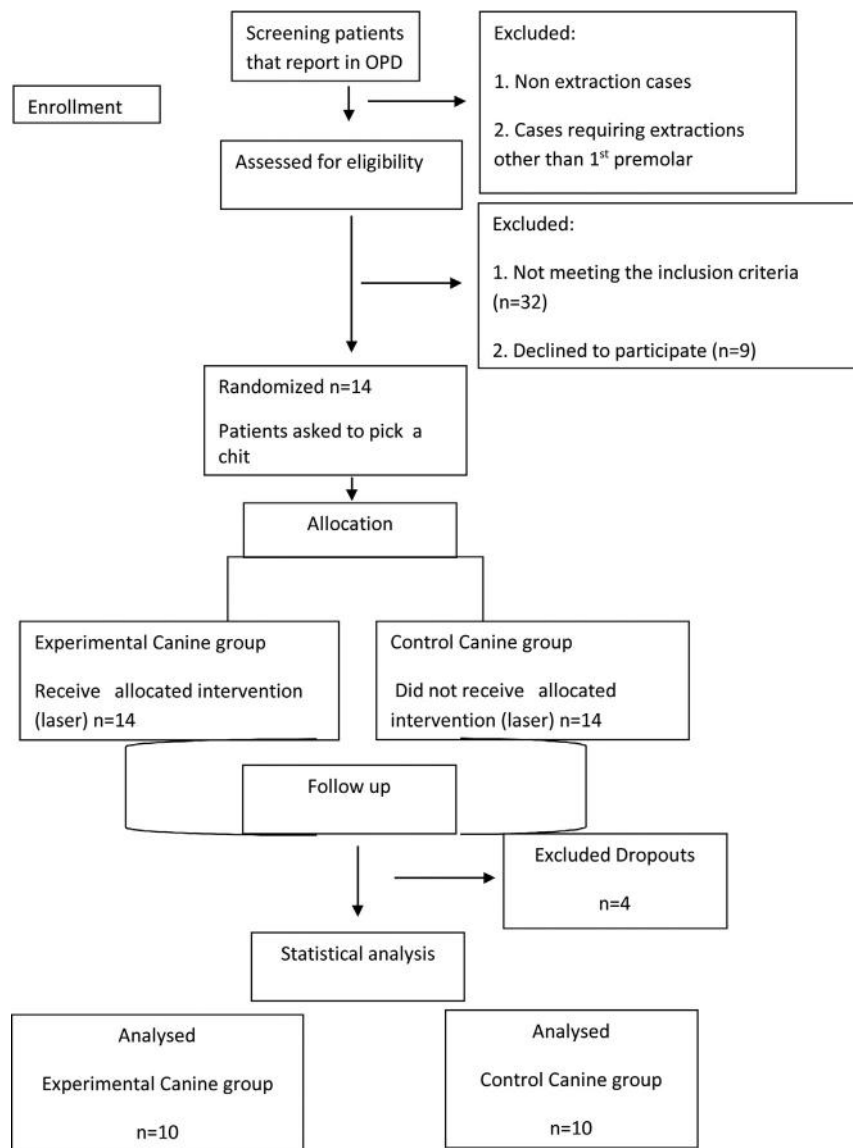 Screening patients
that report in OPD
Excluded:
1. Non extraction cases
2. Cases requiring extractions
other than 1st premolar
Enrollment
Assessed for eligibility
Excluded:
1. Not meeting the inclusion criteria
(n=32)
2. Declined to participate (n=9)
Randomized n=14
Patients asked to pick a
chit
Allocation
Experimental Canine group
Receive allocated intervention
(laser) n=14
Control Canine group
Did not receive allocated
intervention (laser) n=14
Follow up
Excluded Dropouts
n=4
Statistical analysis
Analysed
Experimental Canine group
n=10
Analysed
Control Canine group
n=10